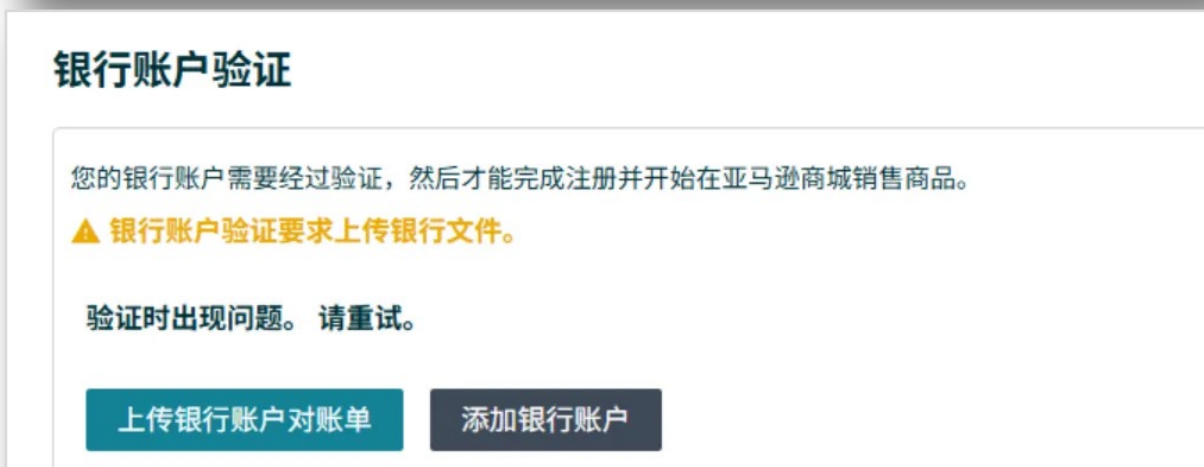 银行账户验证
您的银行账户需要经过验证，然后才能完成注册并开始在亚马逊商城销售商品。
银行账户验证要求上传银行文件。
验证时出现问题。 请重试。
上传银行账户对账单
添加银行账户